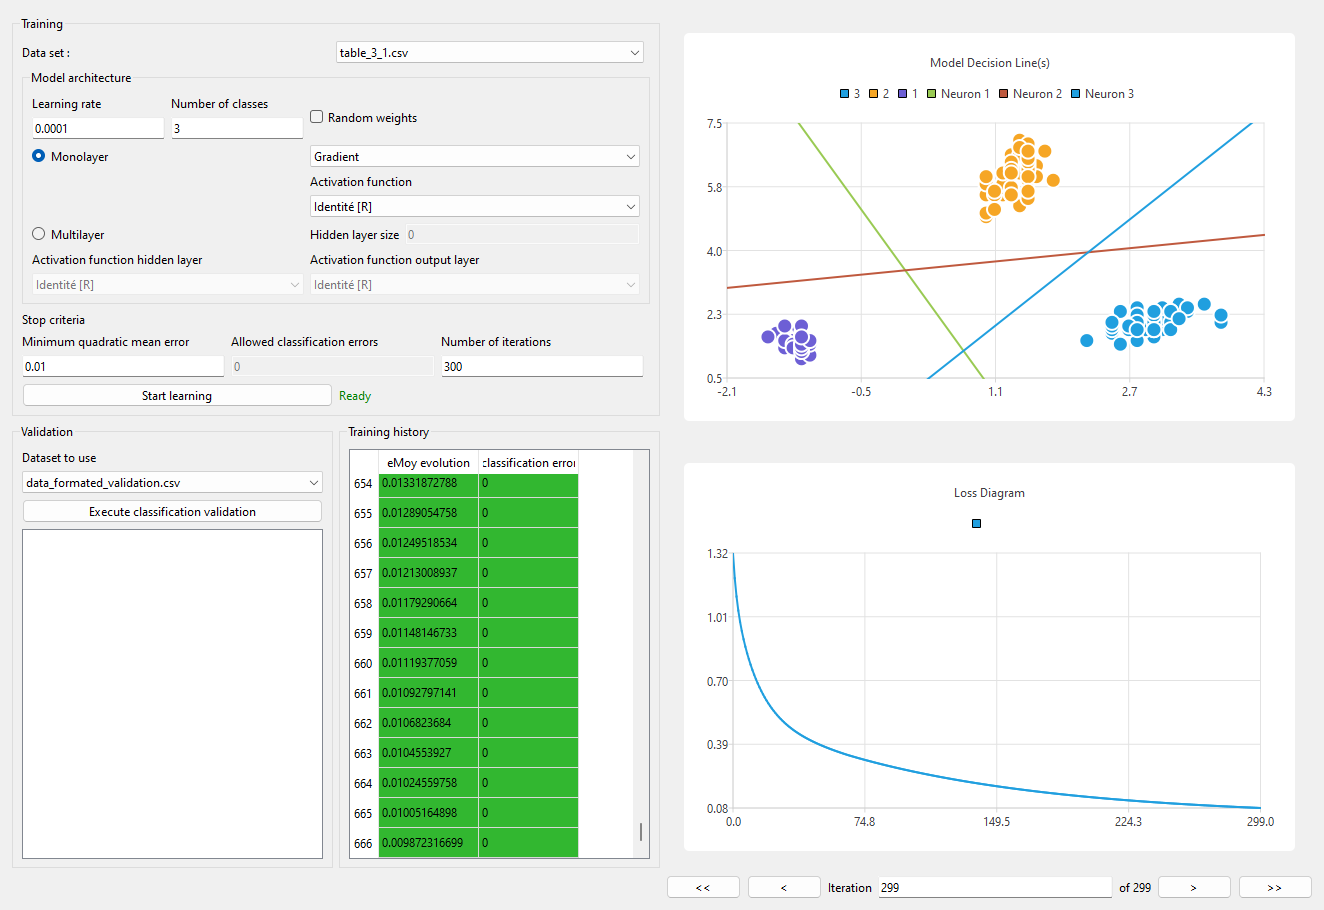 Training
Data set :
table_3_1.csv
Model architecture
Learning rate
Number of classes
0.0001
3
Random weights
Monolayer
Gradient
Activation function
Identité [R]
Multilayer
Hidden layer size 0
Activation function hidden layer
Activation function output layer
Identité [R]
Identité [R]
Stop criteria
Minimum quadratic mean error
Allowed classification errors
Number of iterations
0.01
0
300
Start learning
Ready
Validation
Dataset to use
data_formated_validation.csv
Execute classification validation
Training history
eMoy evolution
classification error
654 0.01331872788 0
655 0.01289054758 0
656 0.01249518534 0
657 0.01213008937 0
658 0.01179290664 0
659 0.01148146733 0
660 0.01119377059 0
661 0.01092797141 0
662 0.0106823684 0
663 0.0104553927 0
664 0.01024559758 0
665 0.01005164898 0
666 0.009872316699 0
Model Decision Line(s)
3 2 1 Neuron 1 Neuron 2 Neuron 3
7.5
5.8
4.0
2.3
0.5
-2.1 -0.5 1.1 2.7 4.3
Loss Diagram
1.32
1.01
0.70
0.39
0.08
0.0 74.8 149.5 224.3 299.0
<< < Iteration 299 of 299 > >>